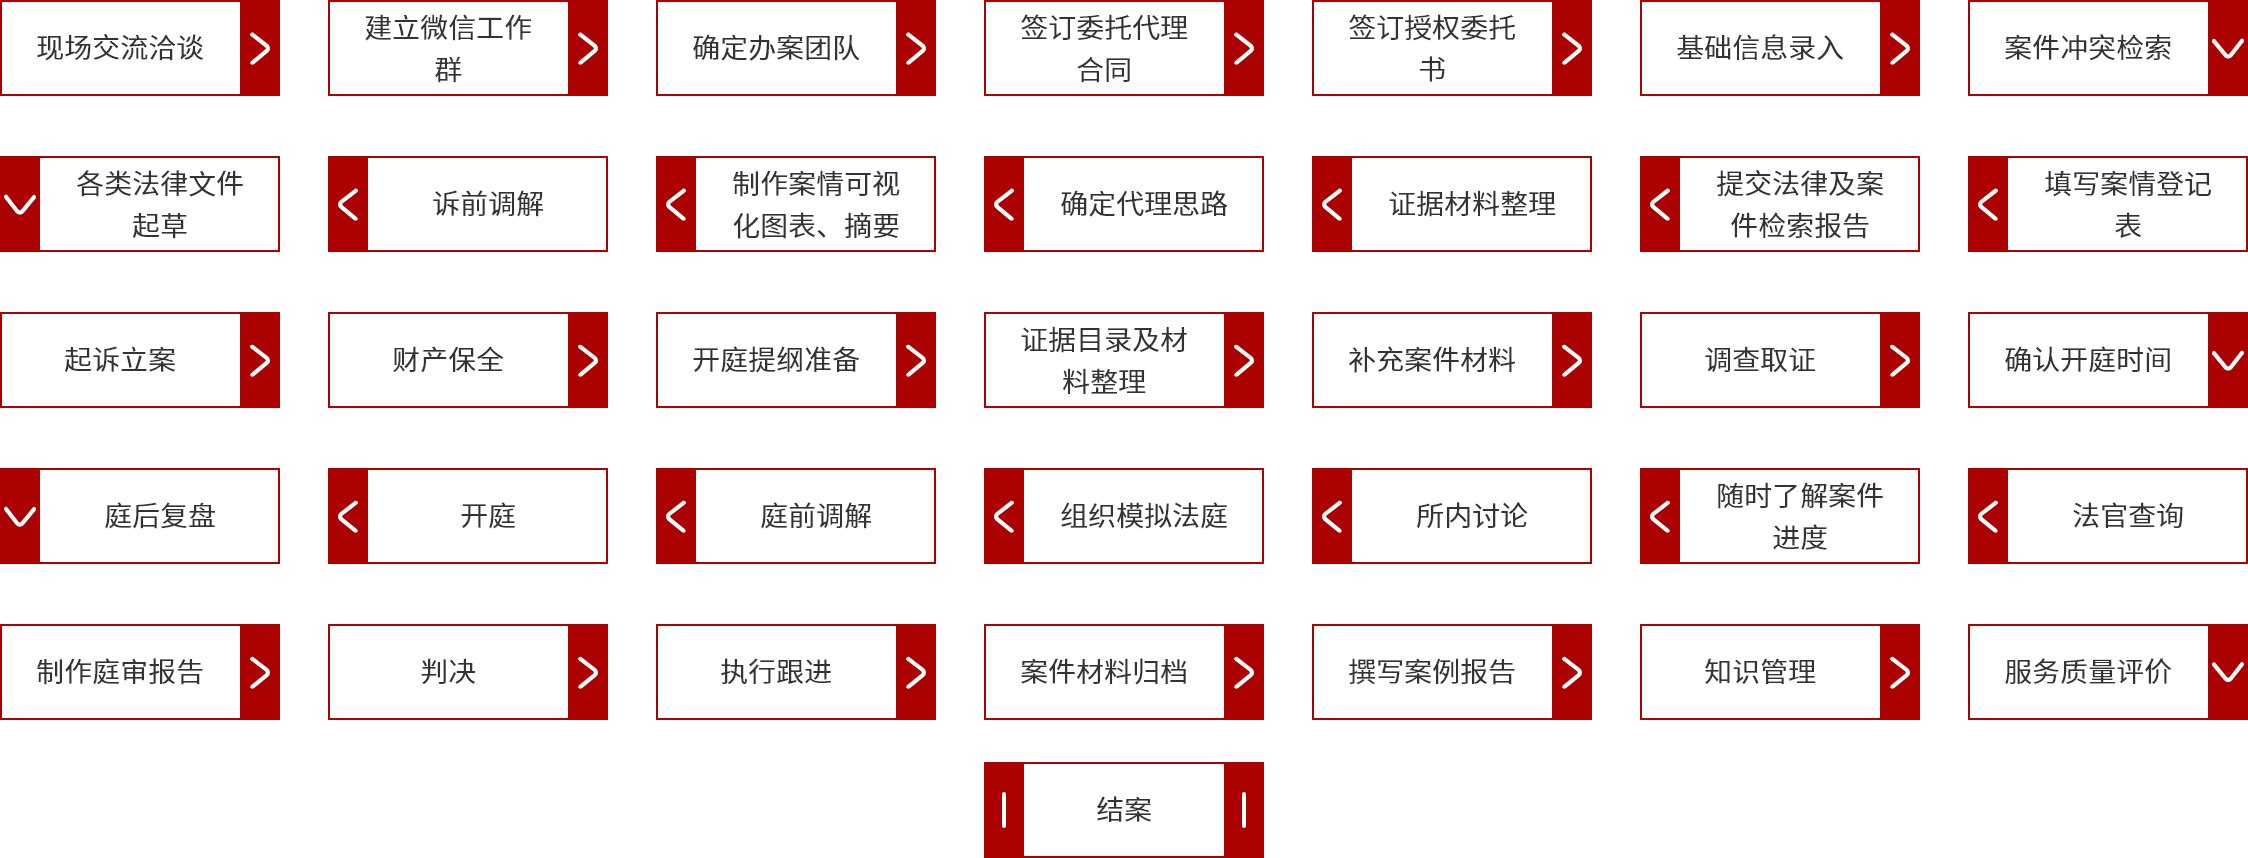 现场交流洽谈
建立微信工作
群
确定办案团队
签订委托代理
合同
签订授权委托
书
基础信息录入
案件冲突检索
各类法律文件
起草
诉前调解
制作案情可视
化图表、摘要
确定代理思路
证据材料整理
提交法律及案
件检索报告
填写案情登记
表
起诉立案
财产保全
开庭提纲准备
证据目录及材
料整理
补充案件材料
调查取证
确认开庭时间
庭后复盘
开庭
庭前调解
组织模拟法庭
所内讨论
随时了解案件
进度
法官查询
制作庭审报告
判决
执行跟进
案件材料归档
撰写案例报告
知识管理
服务质量评价
结案